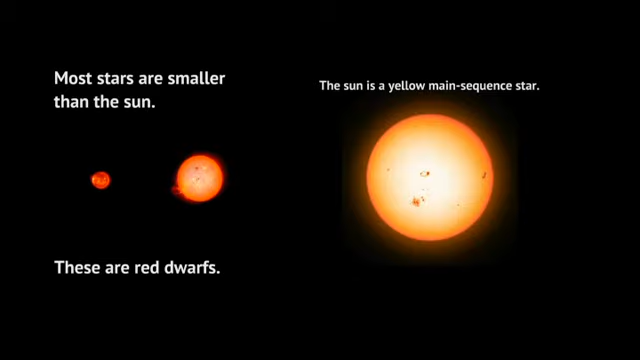 Most stars are smaller
than the sun.
The sun is a yellow main-sequence star.
These are red dwarfs.